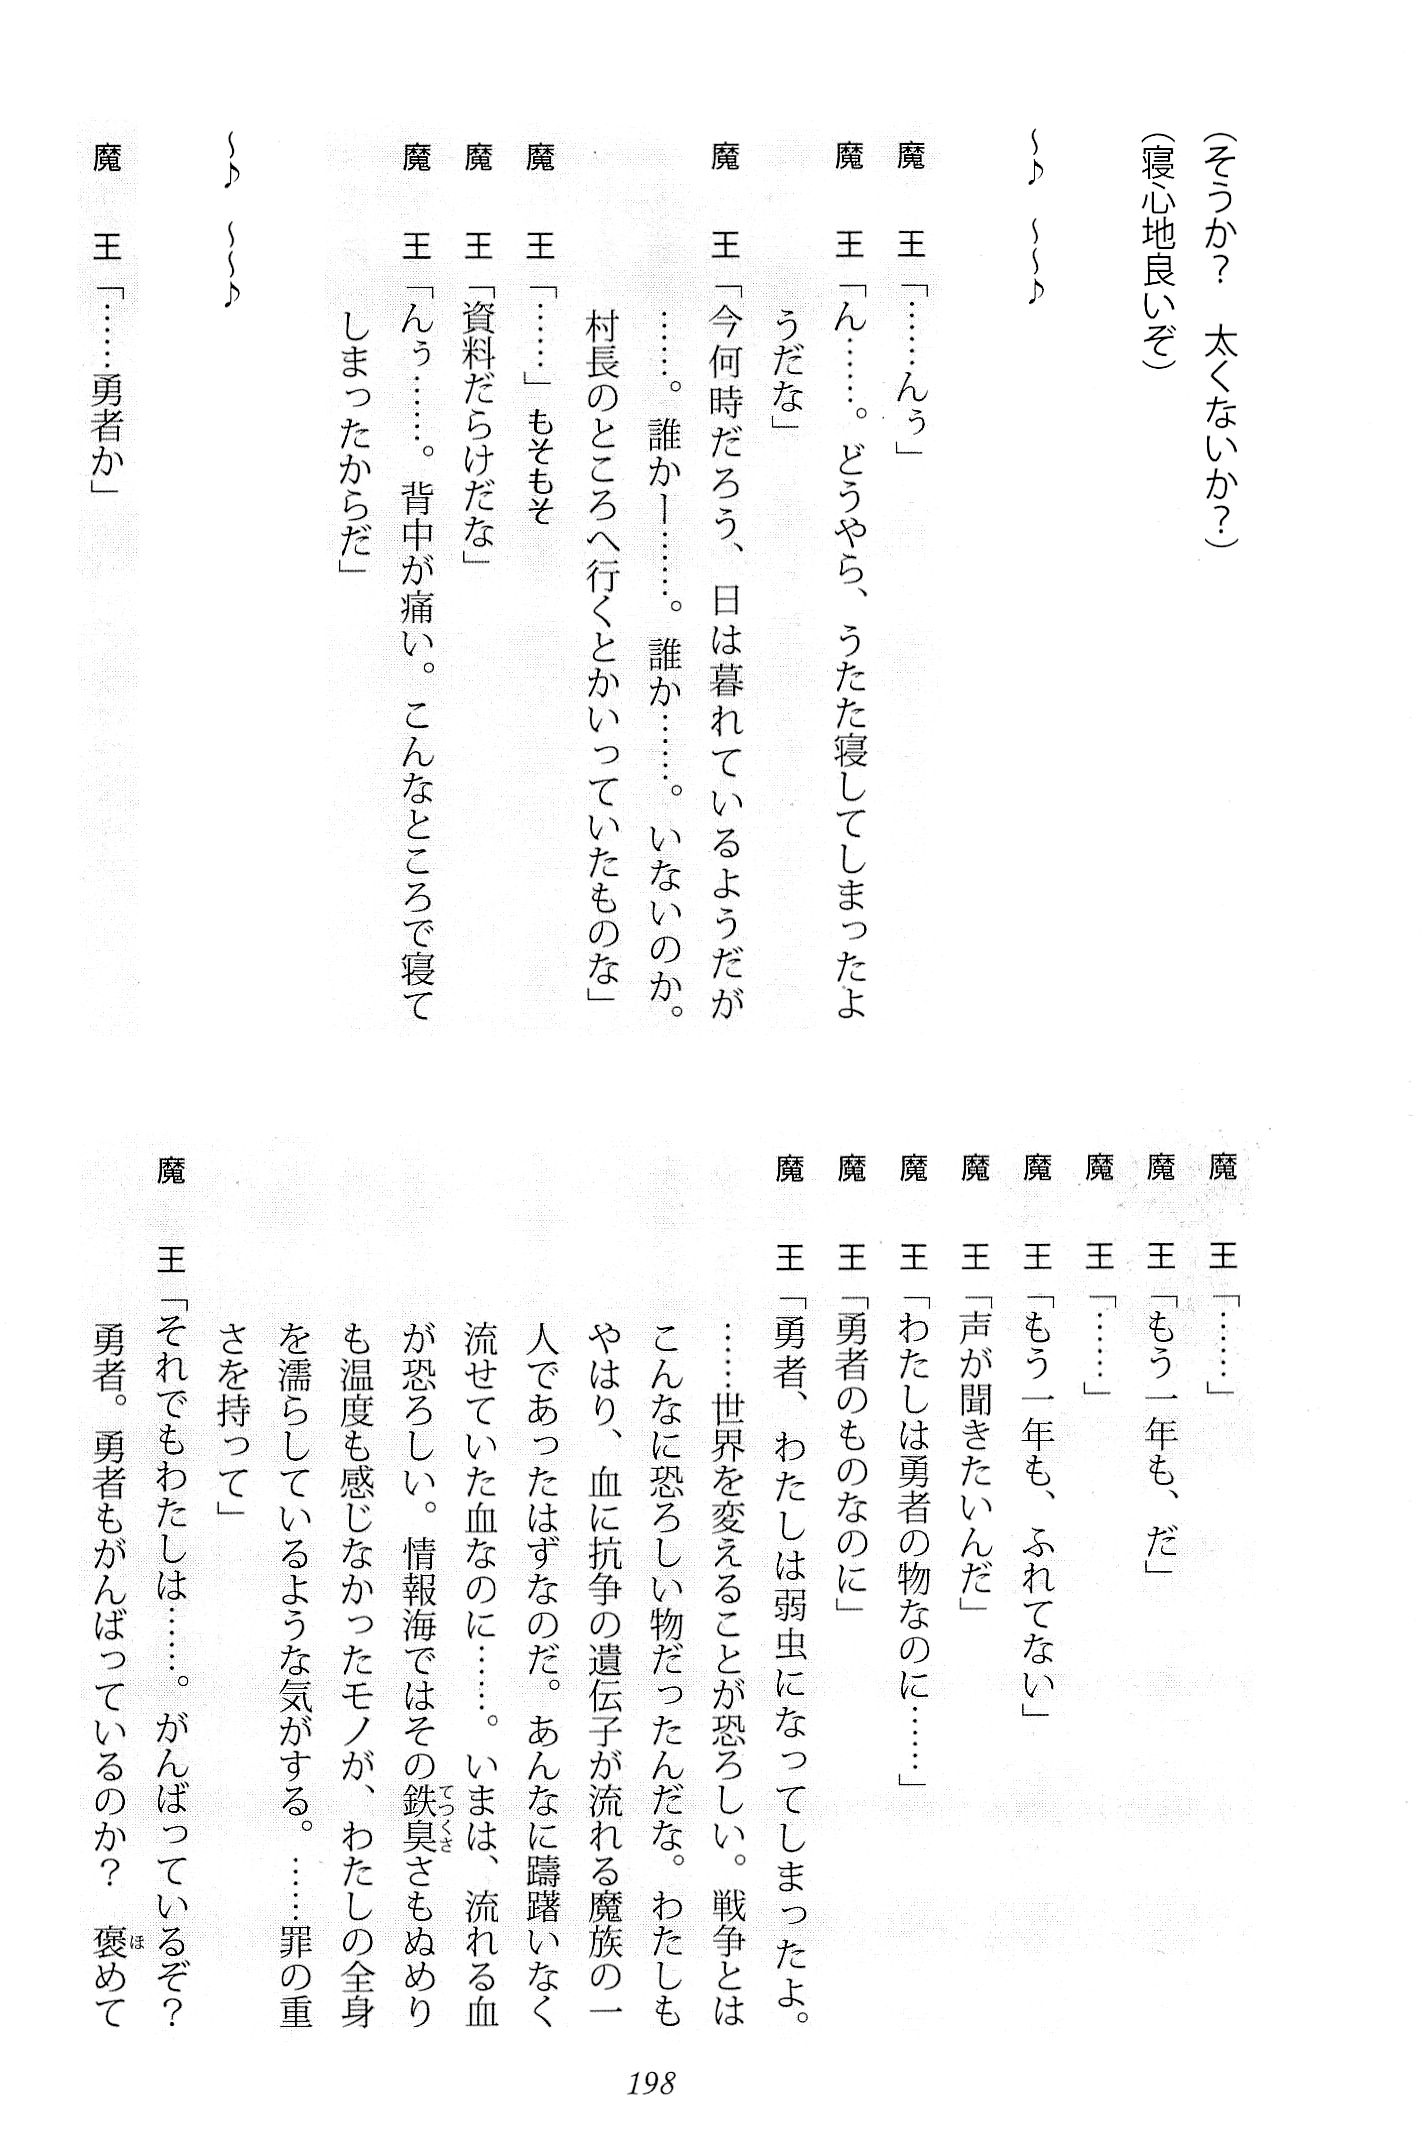 (そうか?　太くないか?)
(寝心地良いぞ)
～♪　～～♪
魔　王「……んぅ」
魔　王「ん……。どうやら、うたた寝してしまったよ
うだな」
魔　王「今何時だろう、日は暮れているようだが
……。誰かー……。誰か……。いないのか。
村長のところへ行くとかいっていたものな」
魔　王「……」もそもそ
魔　王「資料だらけだな」
魔　王「んぅ……。背中が痛い。こんなところで寝て
しまったからだ」
～♪　～～♪
魔　王「……勇者か」
魔　王「……」
魔　王「もう一年も、だ」
魔　王「……」
魔　王「もう一年も、ふれてない」
魔　王「声が聞きたいんだ」
魔　王「わたしは勇者の物なのに……」
魔　王「勇者のものなのに」
魔　王「勇者、わたしは弱虫になってしまったよ。
……世界を変えることが恐ろしい。戦争とは
こんなに恐ろしい物だったんだな。わたしも
やはり、血に抗争の遺伝子が流れる魔族の一
人であったはずなのだ。あんなに躊躇いなく
流せていた血なのに……。いまは、流れる血
が恐ろしい。情報海ではその鉄臭さもぬめり
も温度も感じなかったモノが、わたしの全身
を濡らしているような気がする。……罪の重
さを持って」
魔　王「それでもわたしは……。がんばっているぞ?
勇者。勇者もがんばっているのか?　褒めて
198